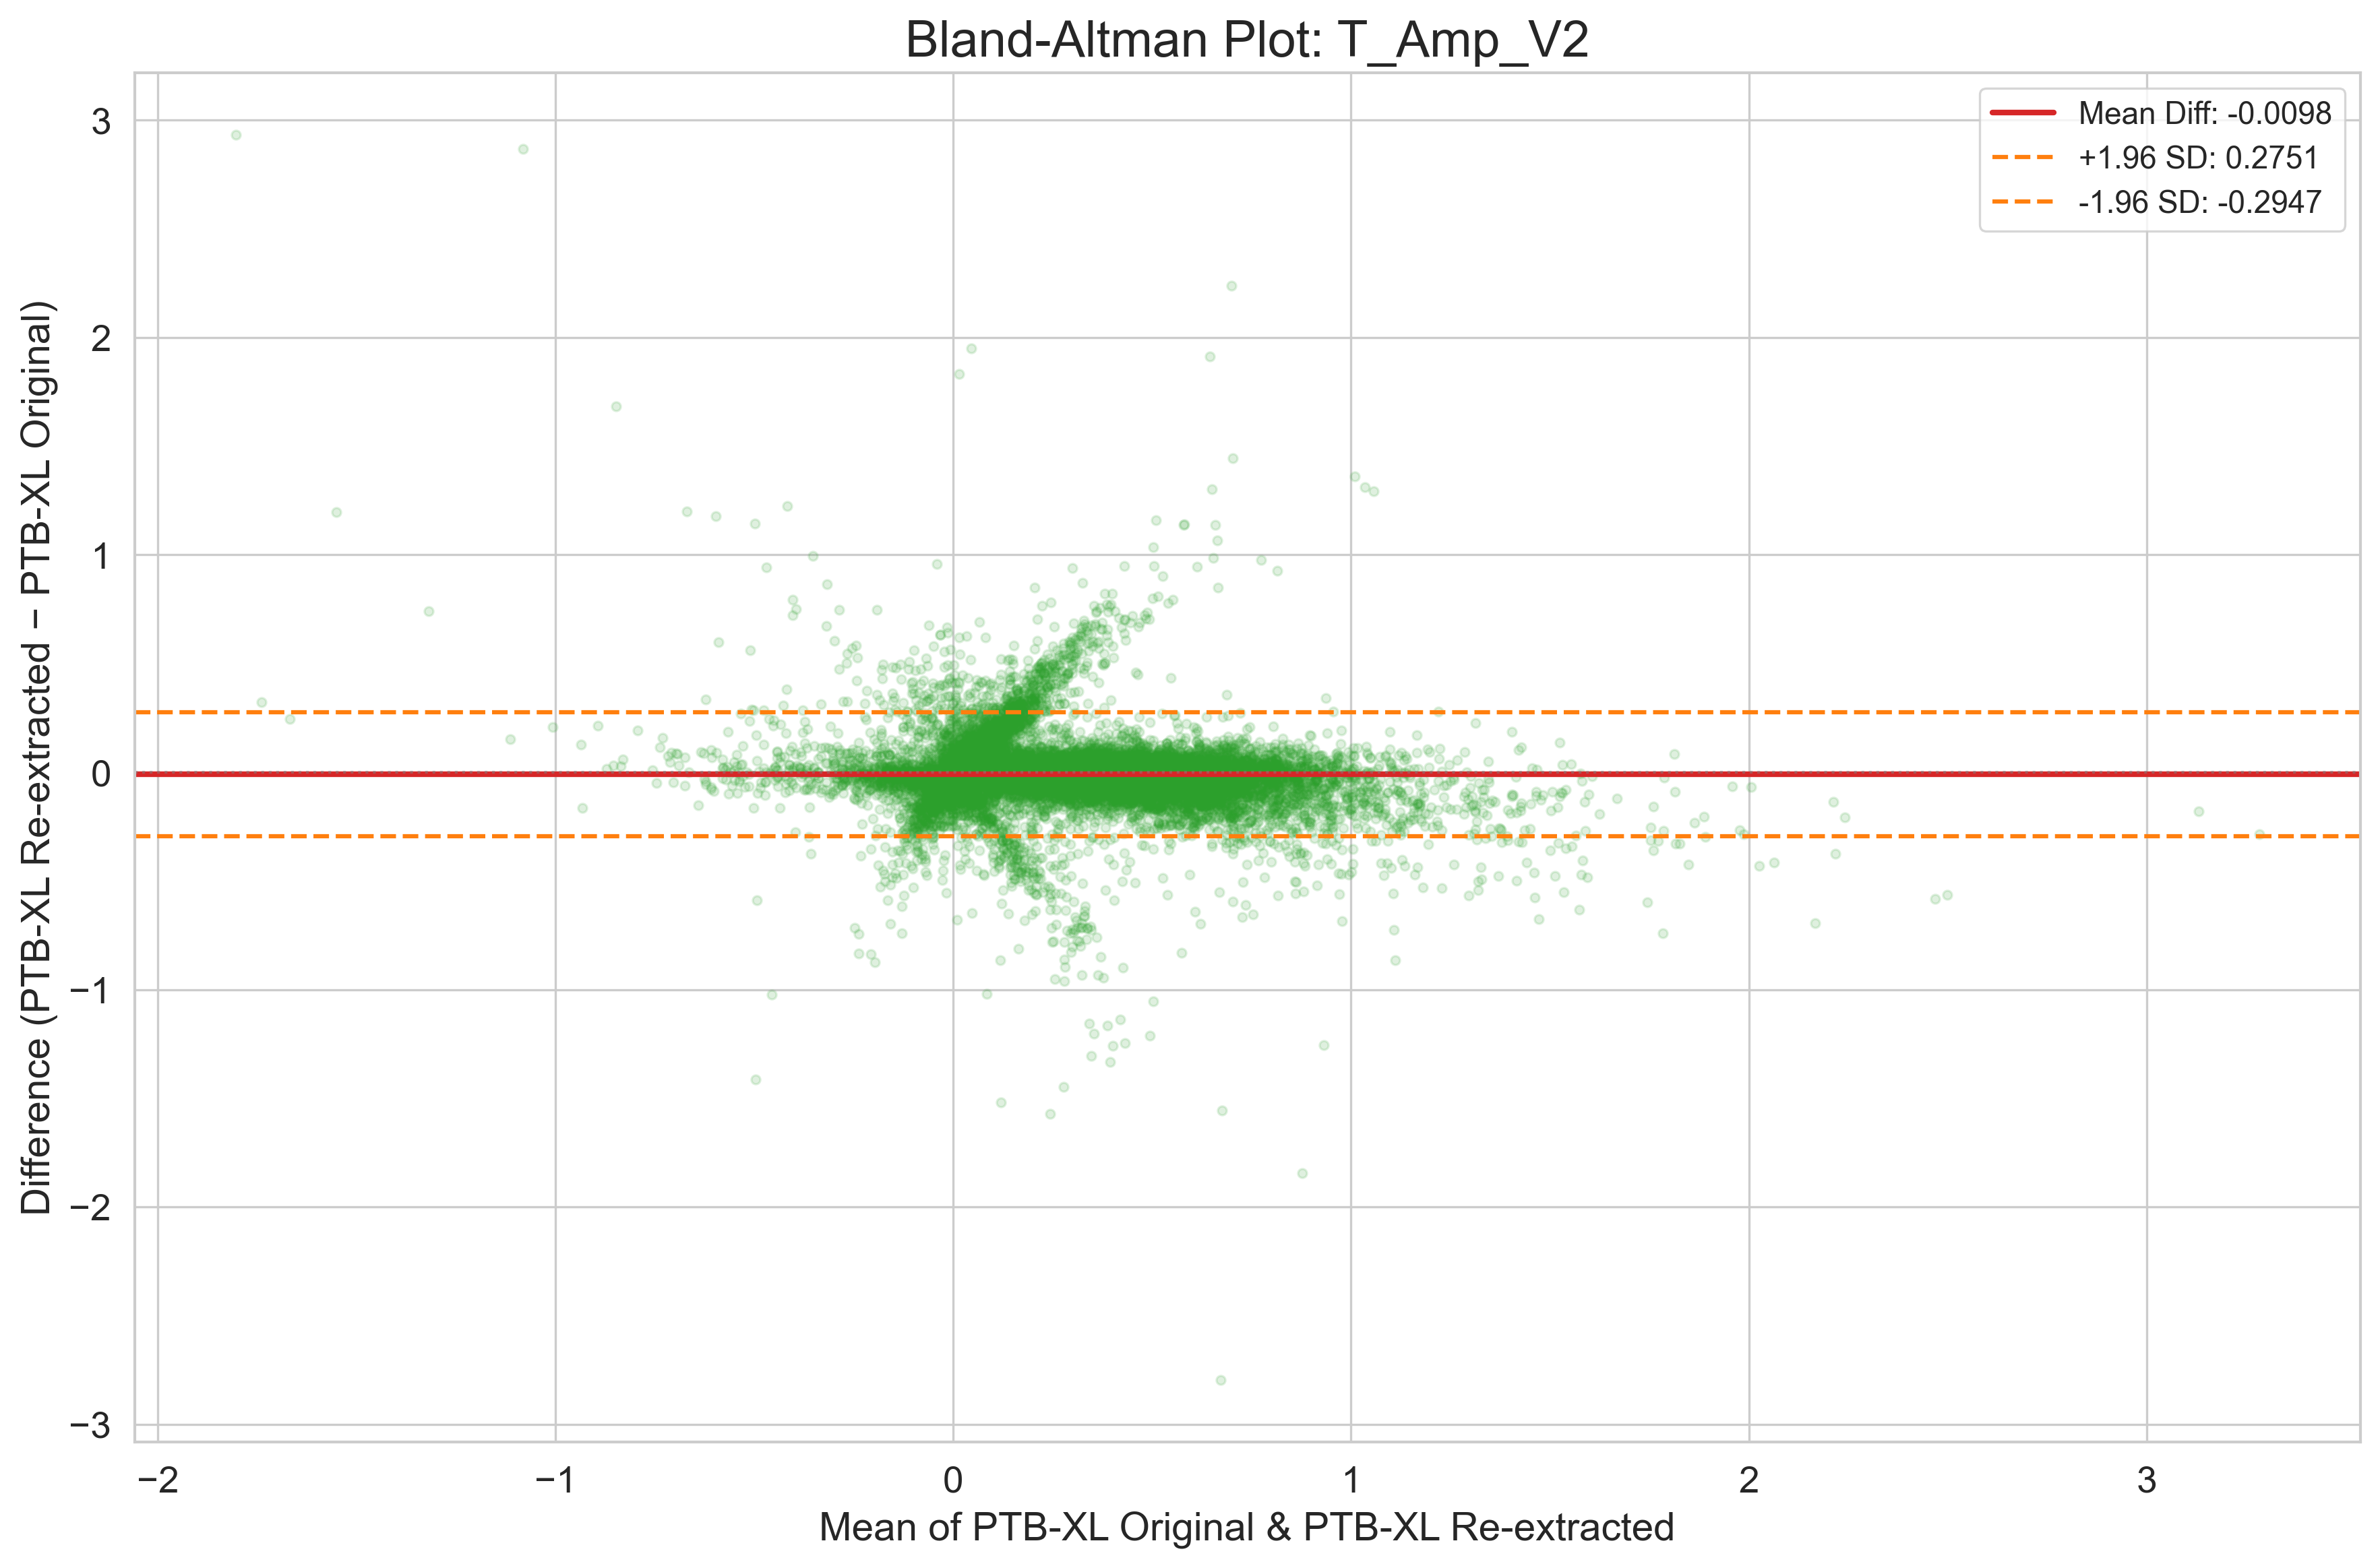 Bland-Altman Plot: T_Amp_V2
Mean Diff: -0.0098
+1.96 SD: 0.2751
-1.96 SD: -0.2947
Difference (PTB-XL Re-extracted − PTB-XL Original)
3
2
1
0
−1
−2
−3
−2 −1 0 1 2 3
Mean of PTB-XL Original & PTB-XL Re-extracted